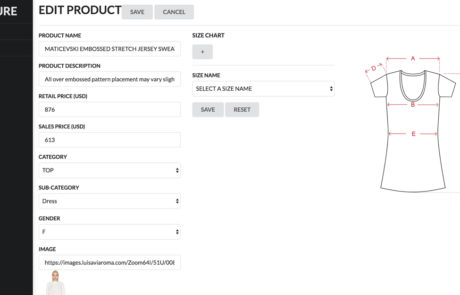 URE
EDIT PRODUCT
SAVE
CANCEL
PRODUCT NAME
MATICEVSKI EMBOSSED STRETCH JERSEY SWEA
PRODUCT DESCRIPTION
All over embossed pattern placement may vary sligh
RETAIL PRICE (USD)
876
SALES PRICE (USD)
613
CATEGORY
TOP
SUB-CATEGORY
Dress
GENDER
F
IMAGE
https://images.luisaviaroma.com/Zoom64I/51U/00
SIZE CHART
+
SIZE NAME
SELECT A SIZE NAME
SAVE
RESET
A
D
B
E